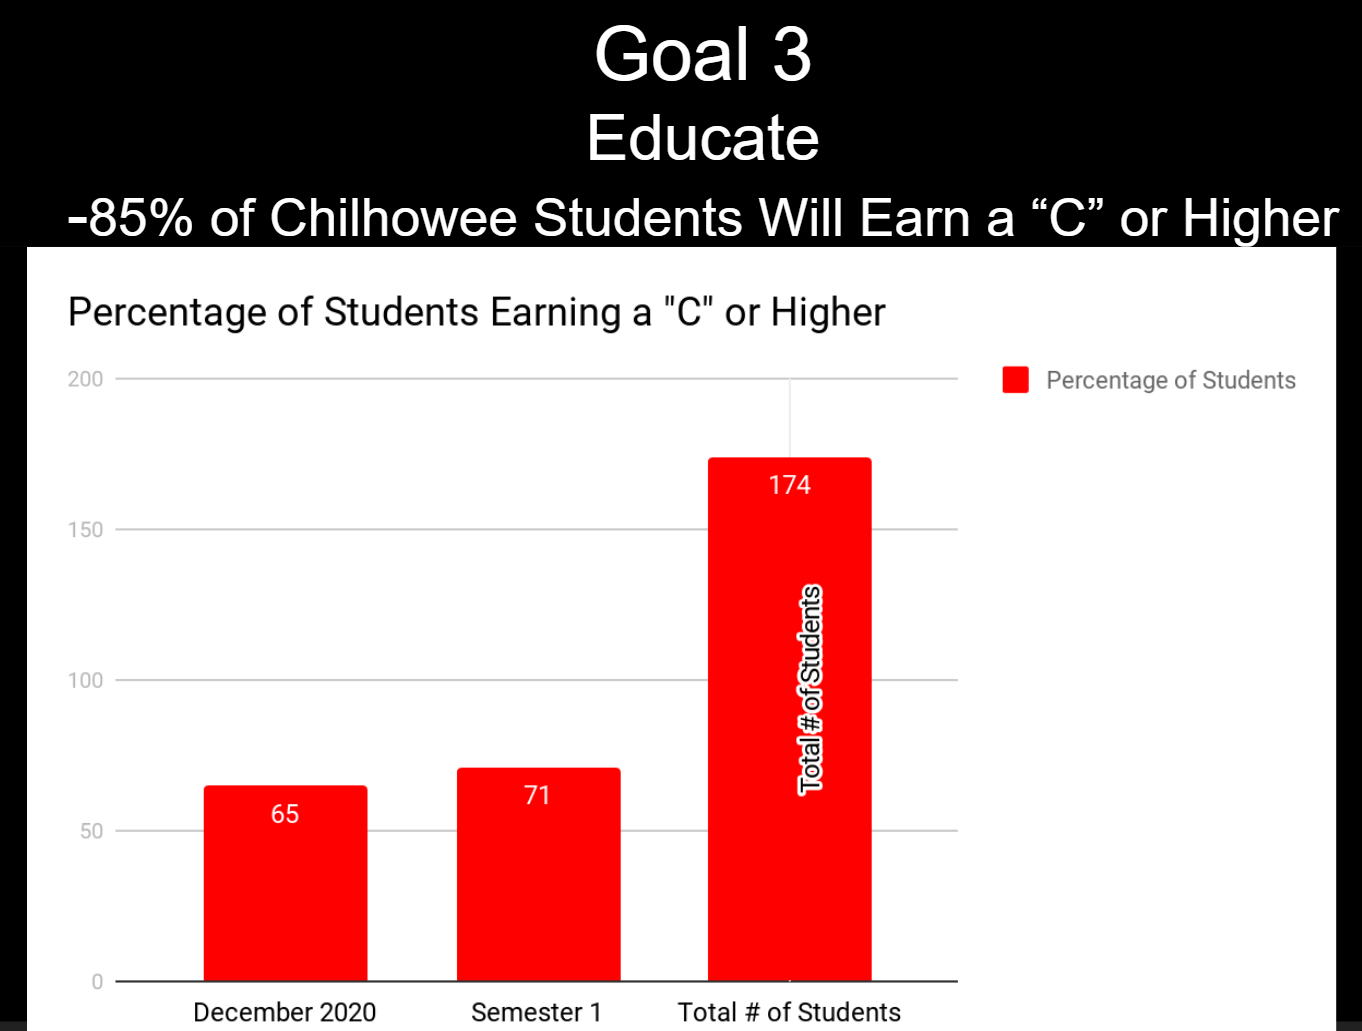 Goal 3
Educate
-85% of Chilhowee Students Will Earn a “C” or Higher
Percentage of Students Earning a "C" or Higher
200
Percentage of Students
174
150
Total # of Students
100
71
65
50
0
December 2020
Semester 1
Total # of Students